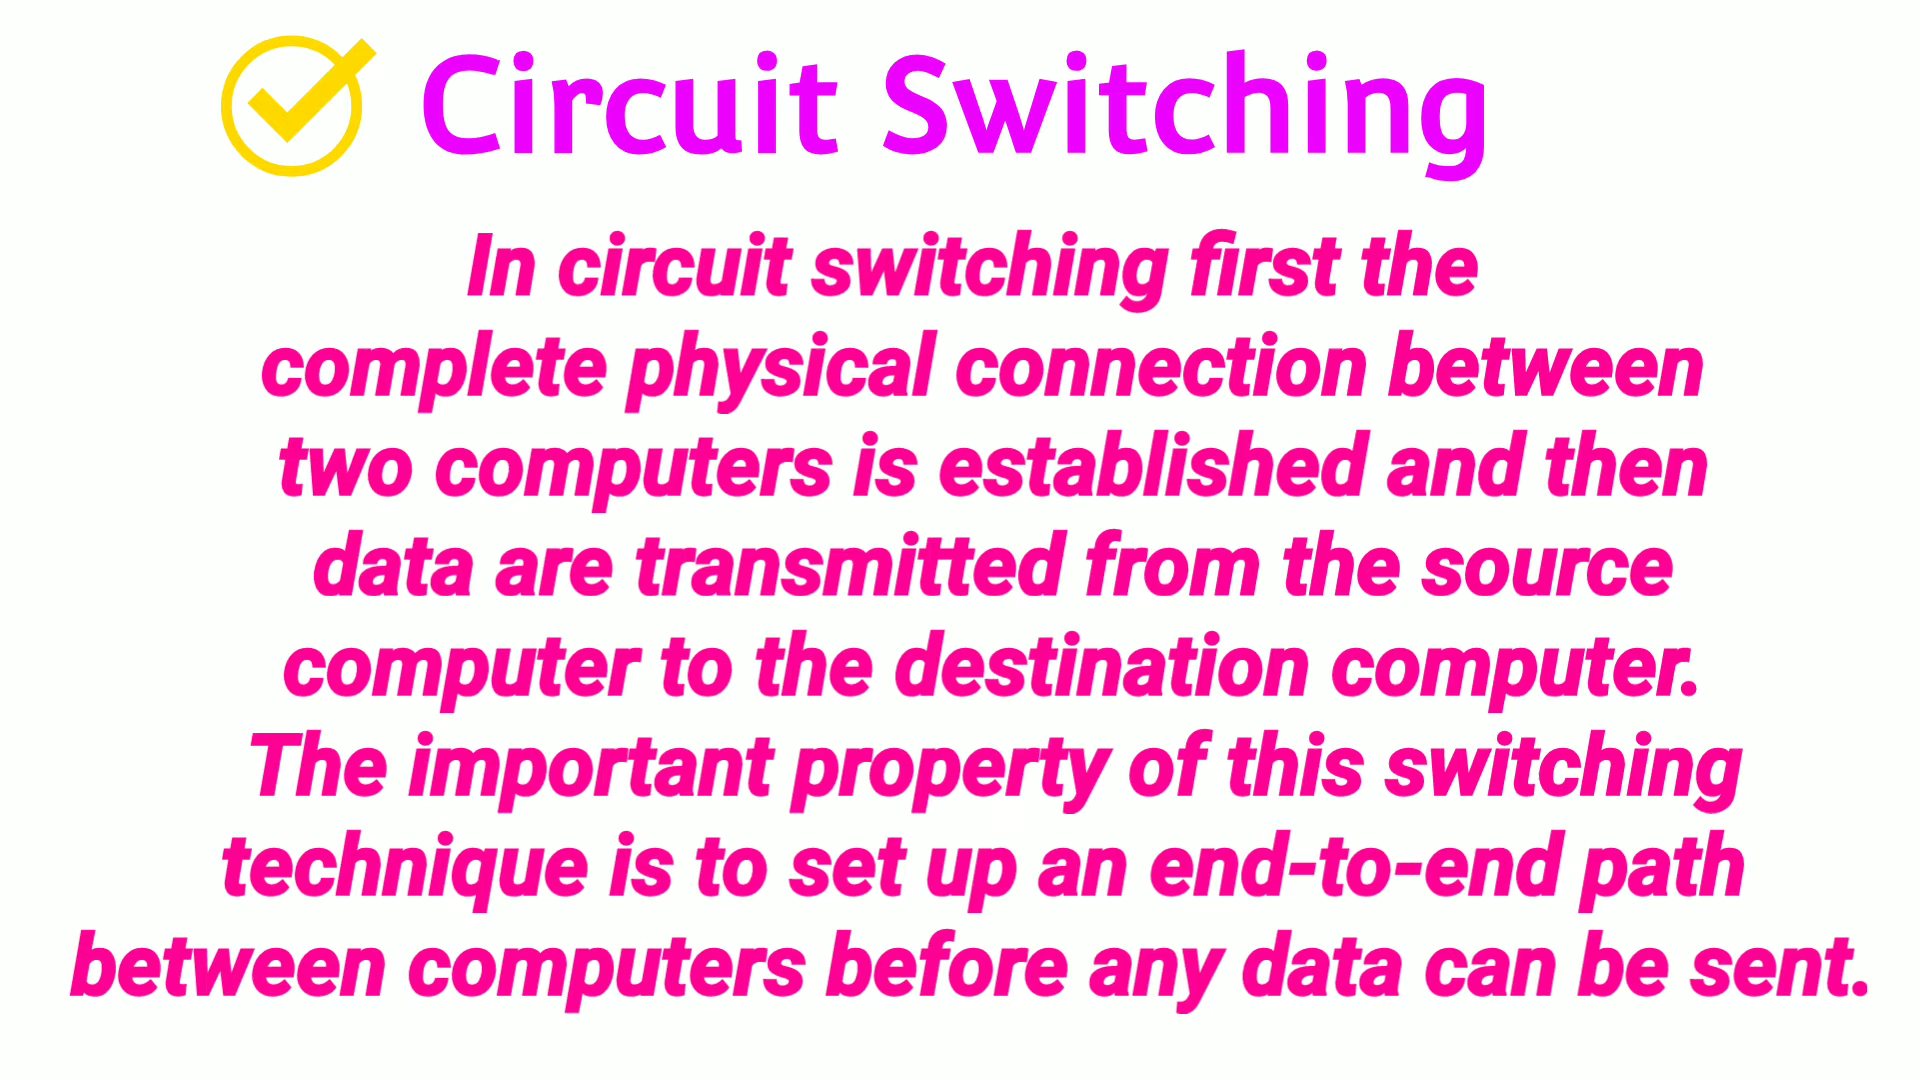 Circuit Switching
In circuit switching first the
complete physical connection between
two computers is established and then
data are transmitted from the source
computer to the destination computer.
The important property of this switching
technique is to set up an end-to-end path
between computers before any data can be sent.